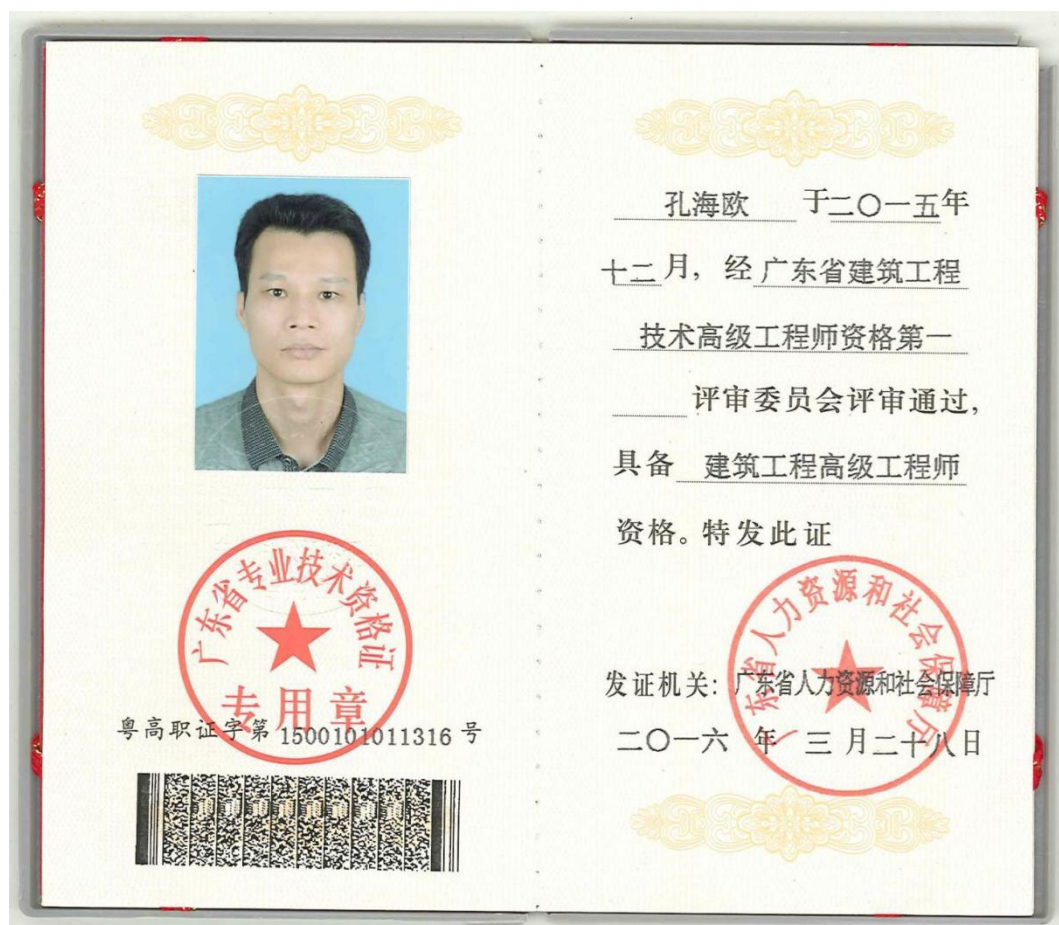 广东省专业技术资格证
专用章
粤高职证字第 1500101011316 号
孔海欧 于二〇一五年
十二月，经广东省建筑工程
技术高级工程师资格第一
评审委员会评审通过，
具备 建筑工程高级工程师
资格。特发此证
广东省人力资源和社会保障厅
发证机关：广东省人力资源和社会保障厅
二〇一六 年 三 月二十八日